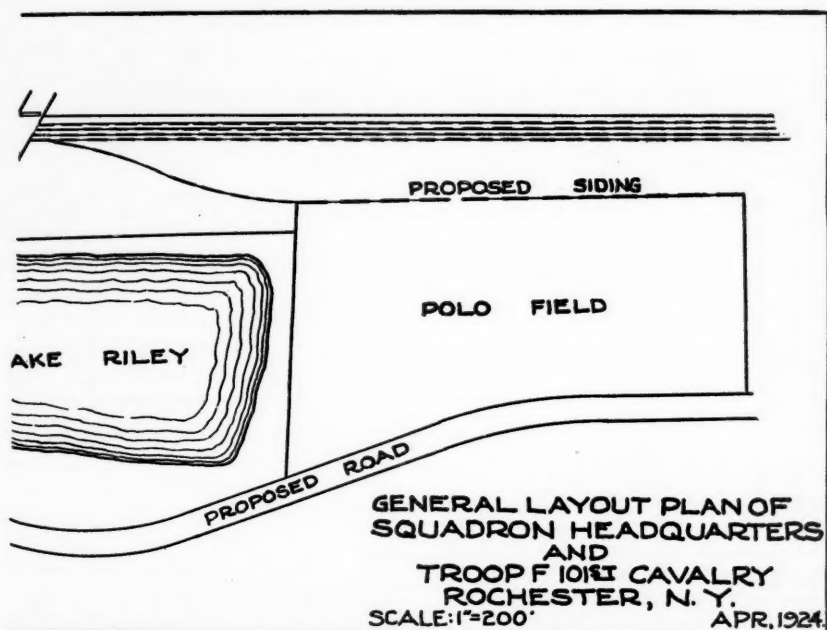 PROPOSED SIDING
POLO FIELD
AKE RILEY
PROPOSED ROAD
GENERAL LAYOUT PLAN OF
SQUADRON HEADQUARTERS
AND
TROOP F 101ST CAVALRY
ROCHESTER, N.Y.
SCALE: 1"=200'
APR, 1924.